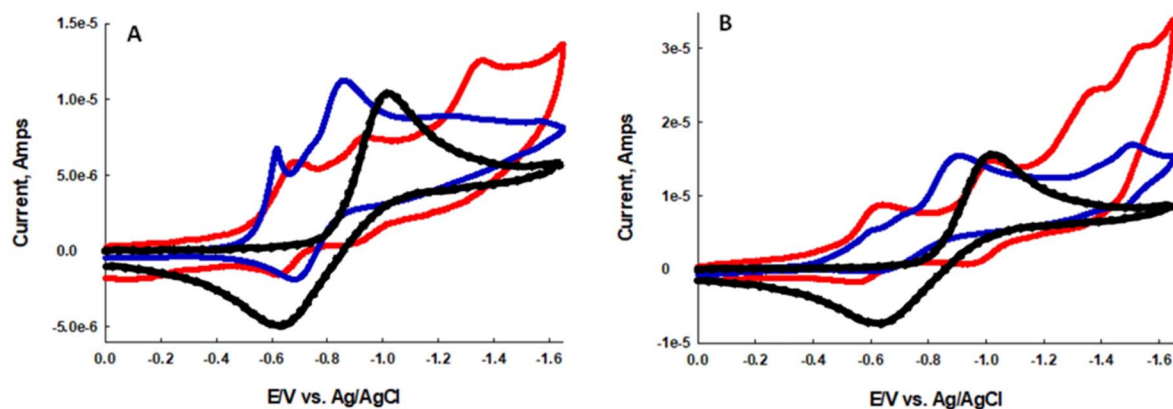 A
Current, Amps
1.5e-5
1.0e-5
5.0e-6
0.0
-5.0e-6
0.0 -0.2 -0.4 -0.6 -0.8 -1.0 -1.2 -1.4 -1.6
E/V vs. Ag/AgCl
B
Current, Amps
3e-5
2e-5
1e-5
0
-1e-5
0.0 -0.2 -0.4 -0.6 -0.8 -1.0 -1.2 -1.4 -1.6
E/V vs. Ag/AgCl